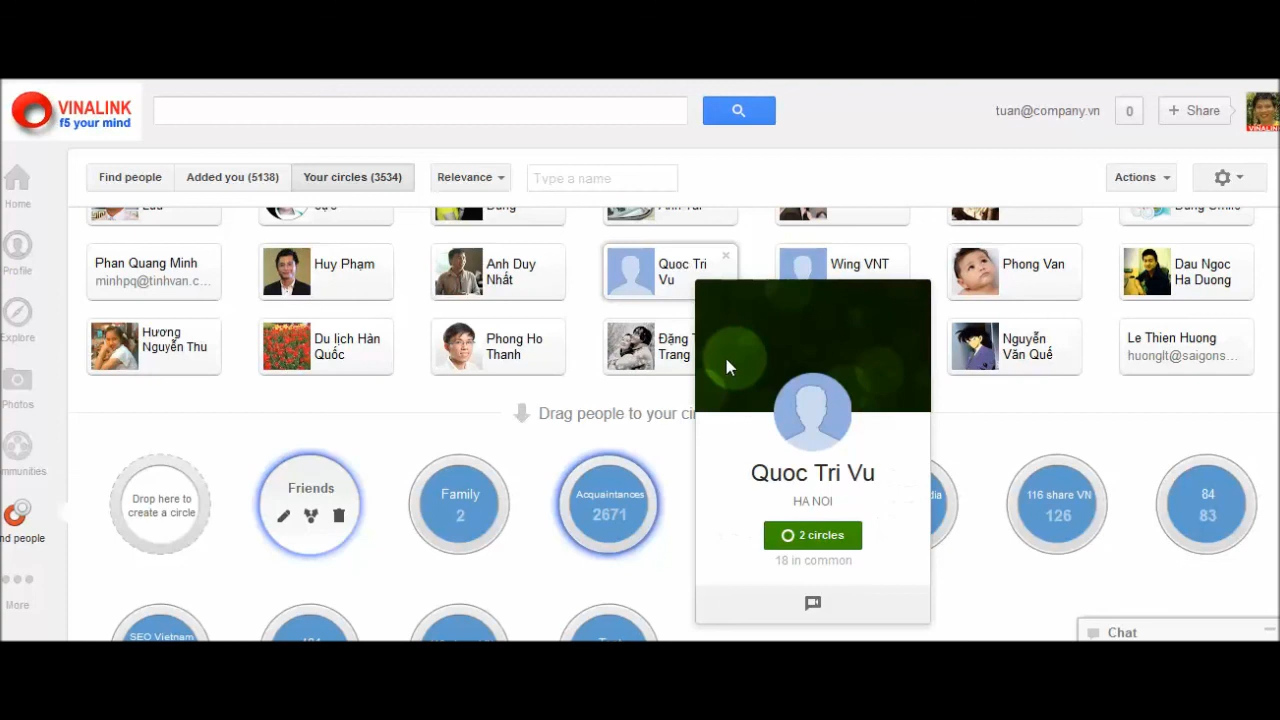 VINALINK
f5 your mind
tuan@company.vn
0
+ Share
VINALINK
Find people
Added you (5138)
Your circles (3534)
Relevance
Type a name
Actions
Home
Profile
Explore
Photos
mmunities
nd people
More
Phan Quang Minh
minhpq@tinhvan.c...
Huy Phạm
Anh Duy
Nhất
Quoc Tri
Vu
Wing VNT
Phong Van
Dau Ngoc
Ha Duong
Hương
Nguyễn Thu
Du lịch Hàn
Quốc
Phong Ho
Thanh
Đặng
Trang
Nguyễn
Văn Quế
Le Thien Huong
huonglt@saigons...
Drag people to your cir
Drop here to
create a circle
Friends
Family
2
Acquaintances
2671
dia
116 share VN
126
84
83
Quoc Tri Vu
HA NOI
2 circles
18 in common
SEO Vietnam
Chat